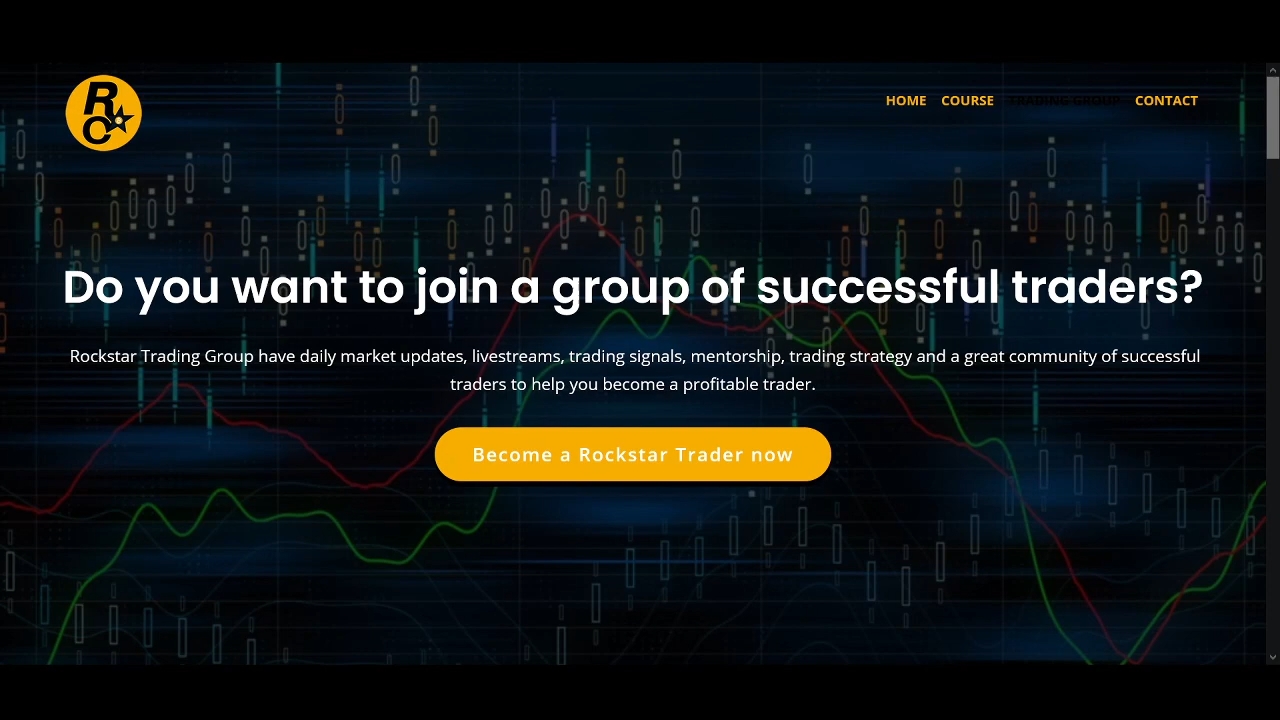 R
C
HOME COURSE TRADING GROUP CONTACT
Do you want to join a group of successful traders?
Rockstar Trading Group have daily market updates, livestreams, trading signals, mentorship, trading strategy and a great community of successful
traders to help you become a profitable trader.
Become a Rockstar Trader now